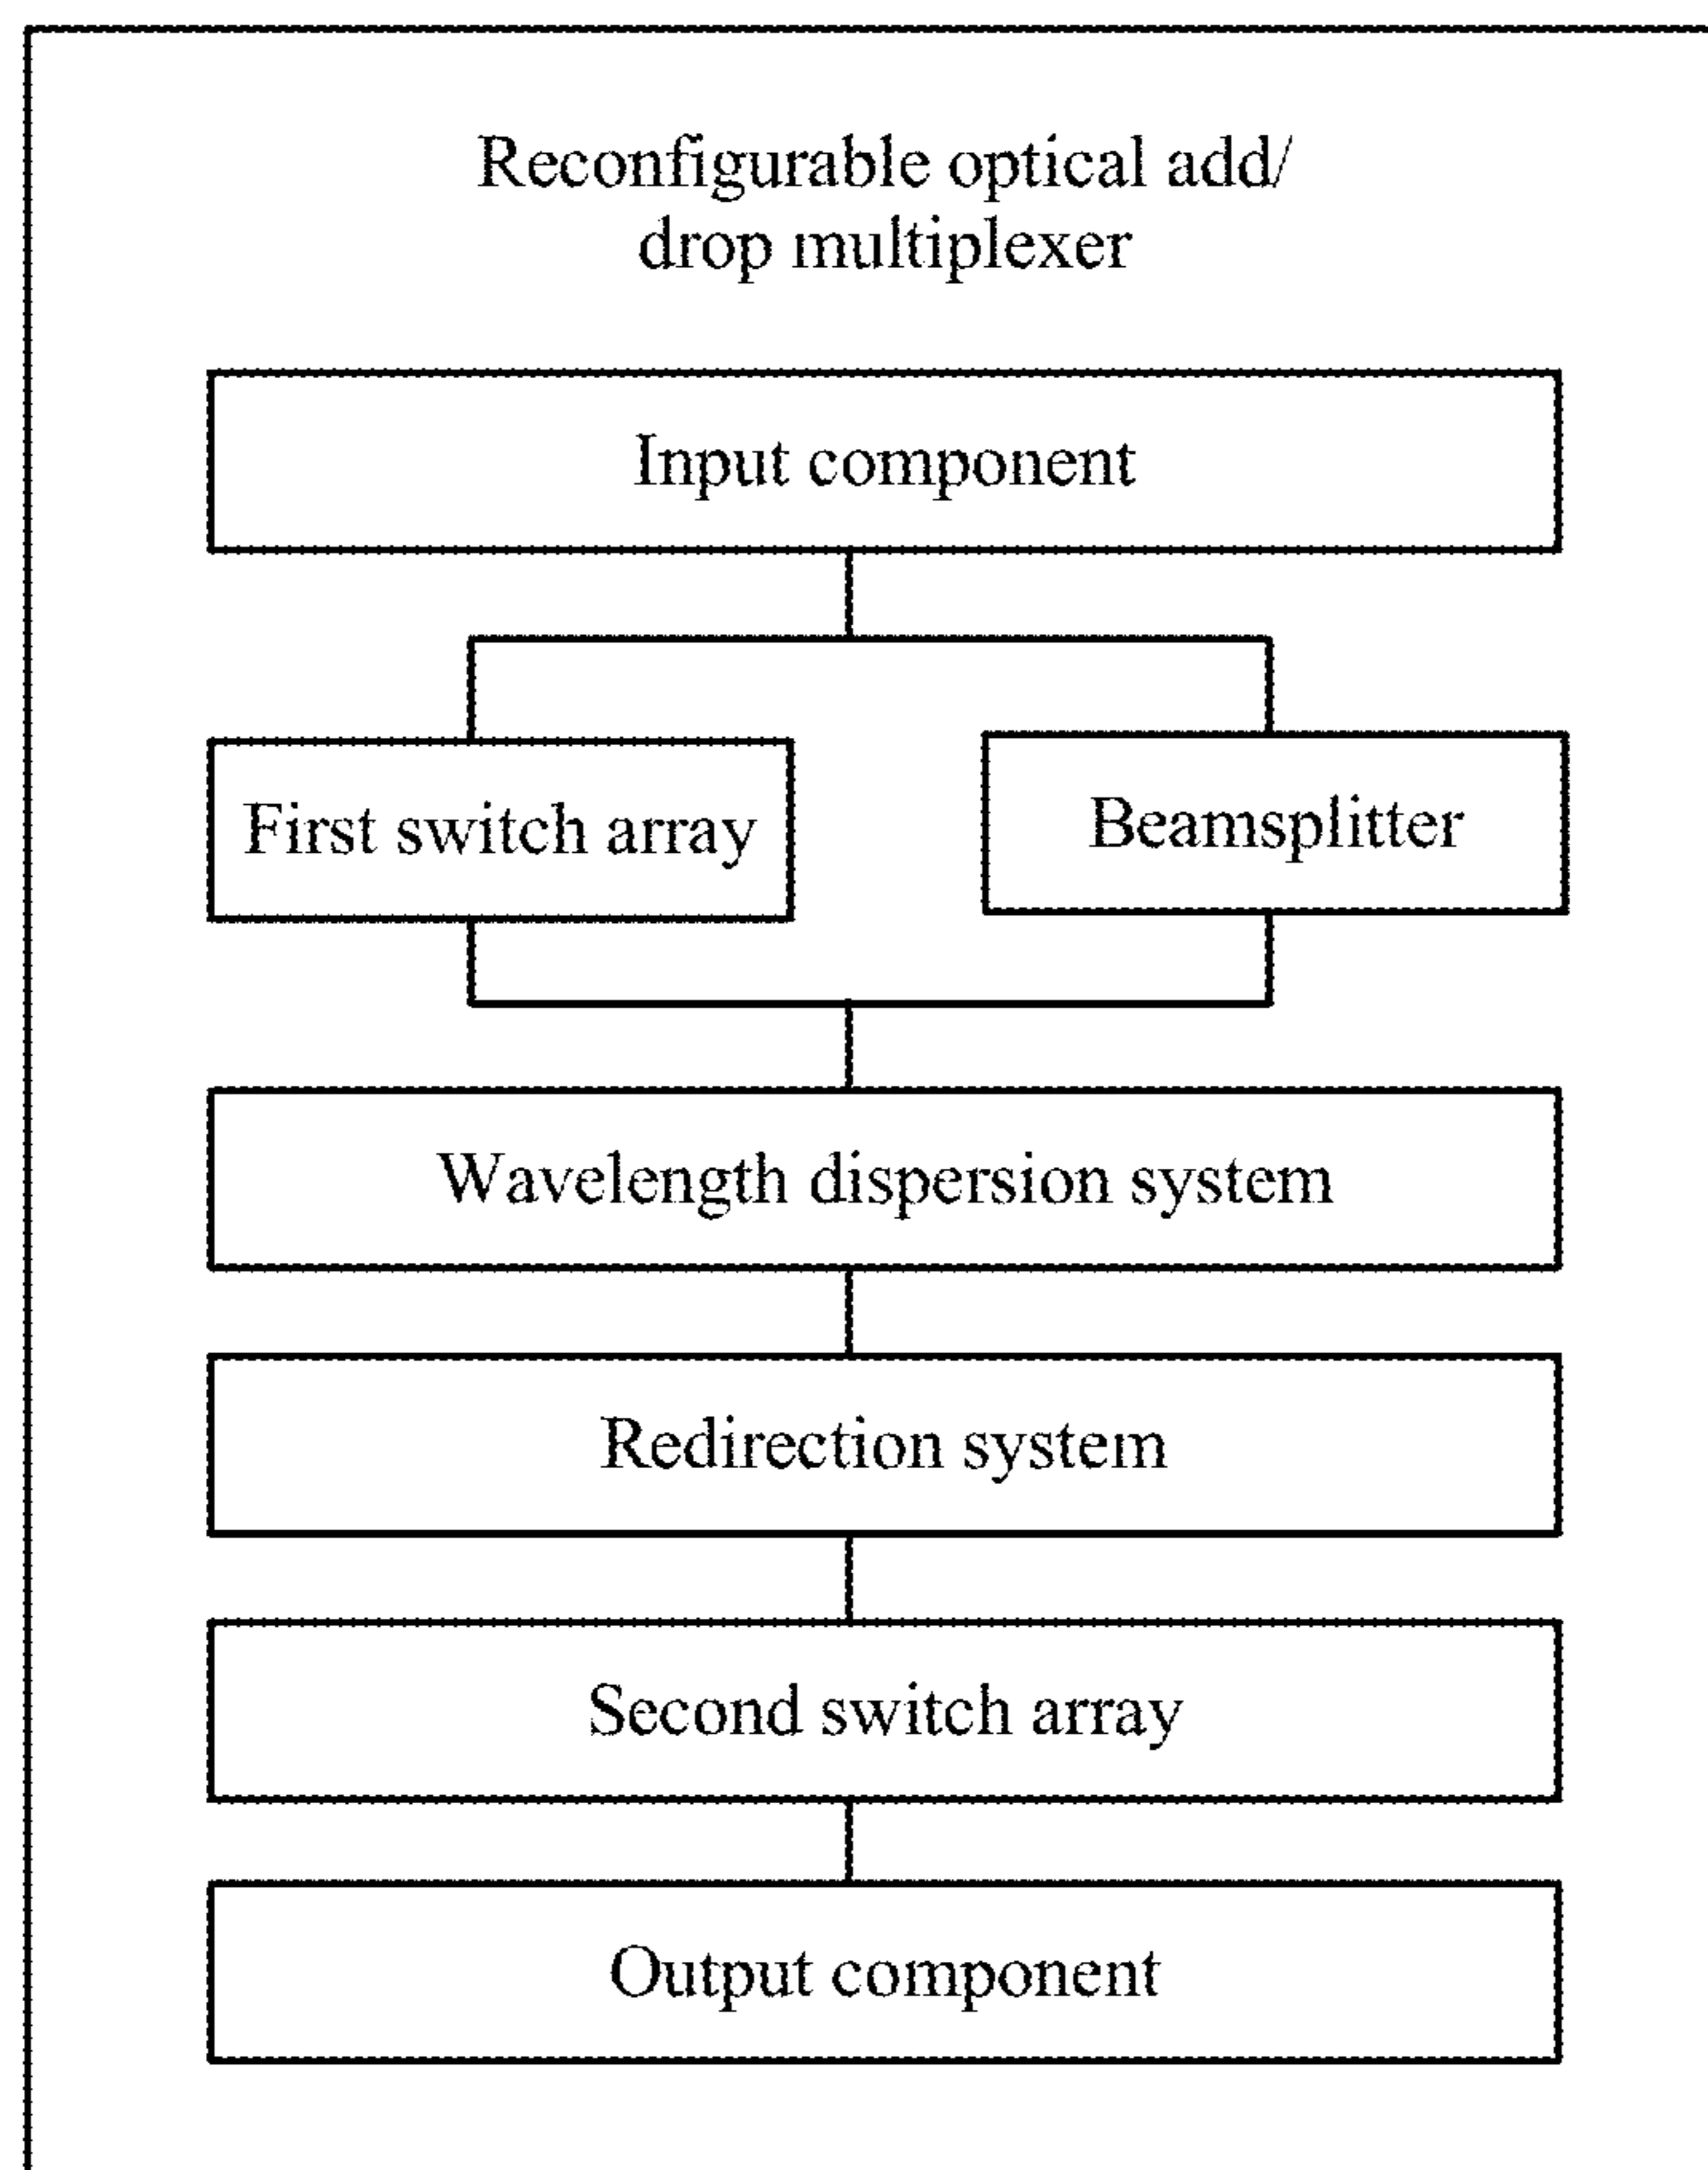 Reconfigurable optical add/
drop multiplexer
Input component
First switch array
Beamsplitter
Wavelength dispersion system
Redirection system
Second switch array
Output component